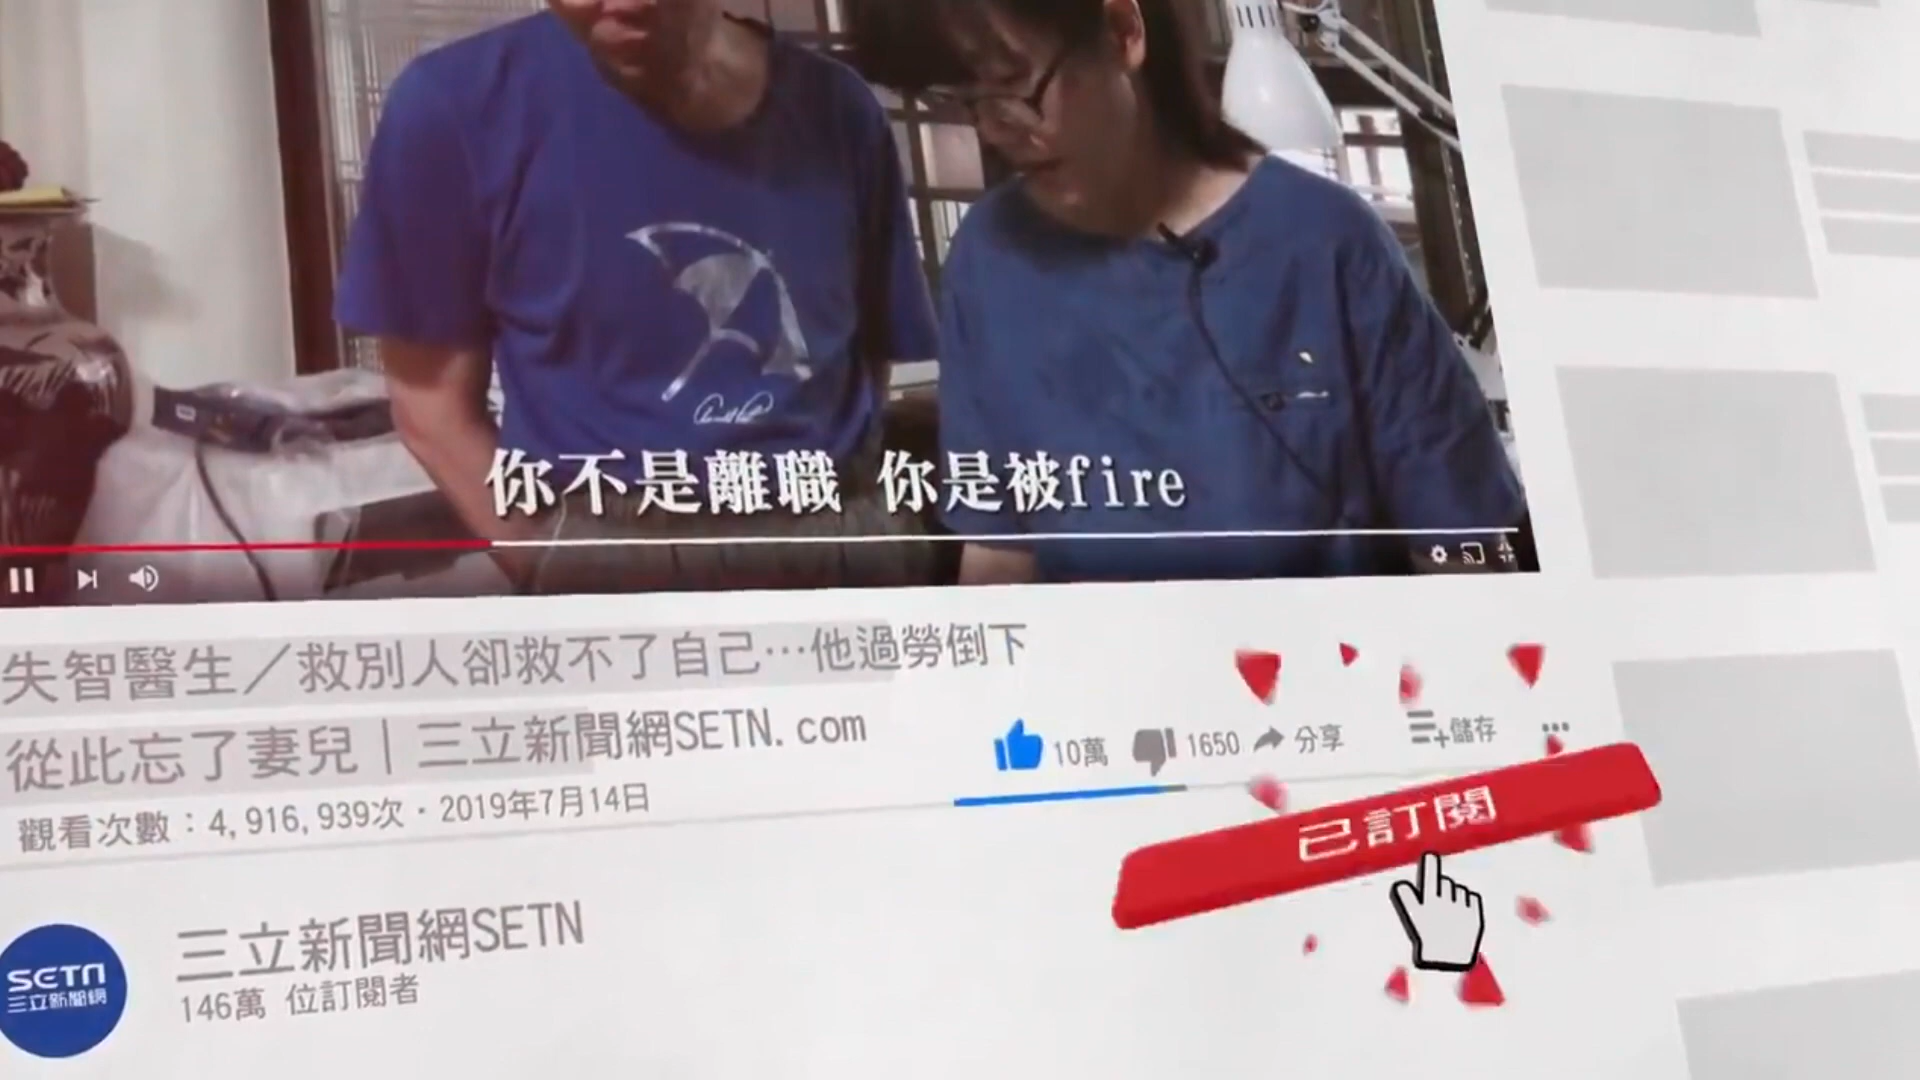 你不是離職 你是被fire
失智醫生／救別人卻救不了自己…他過勞倒下
從此忘了妻兒｜三立新聞網SETN.com
10萬 1650 分享 儲存
觀看次數：4,916,939次·2019年7月14日
已訂閱
三立新聞網SETN
146萬 位訂閱者
SETN
三立新聞網